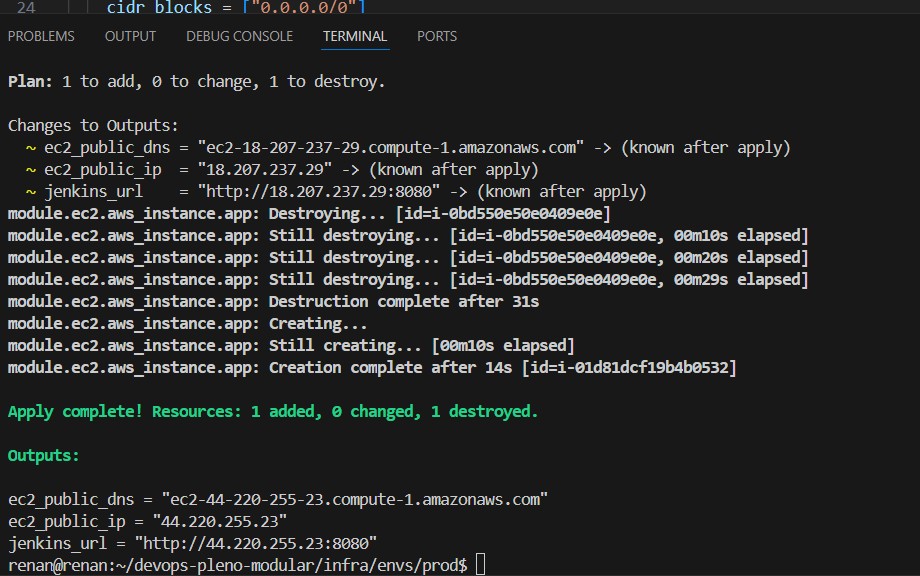 24 cidr_blocks = ["0.0.0.0/0"]
PROBLEMS OUTPUT DEBUG CONSOLE TERMINAL PORTS
Plan: 1 to add, 0 to change, 1 to destroy.
Changes to Outputs:
~ ec2_public_dns = "ec2-18-207-237-29.compute-1.amazonaws.com" -> (known after apply)
~ ec2_public_ip  = "18.207.237.29" -> (known after apply)
~ jenkins_url    = "http://18.207.237.29:8080" -> (known after apply)
module.ec2.aws_instance.app: Destroying... [id=i-0bd550e50e0409e0e]
module.ec2.aws_instance.app: Still destroying... [id=i-0bd550e50e0409e0e, 00m10s elapsed]
module.ec2.aws_instance.app: Still destroying... [id=i-0bd550e50e0409e0e, 00m20s elapsed]
module.ec2.aws_instance.app: Still destroying... [id=i-0bd550e50e0409e0e, 00m29s elapsed]
module.ec2.aws_instance.app: Destruction complete after 31s
module.ec2.aws_instance.app: Creating...
module.ec2.aws_instance.app: Still creating... [00m10s elapsed]
module.ec2.aws_instance.app: Creation complete after 14s [id=i-01d81dcf19b4b0532]
Apply complete! Resources: 1 added, 0 changed, 1 destroyed.
Outputs:
ec2_public_dns = "ec2-44-220-255-23.compute-1.amazonaws.com"
ec2_public_ip = "44.220.255.23"
jenkins_url = "http://44.220.255.23:8080"
renan@renan:~/devops-pleno-modular/infra/envs/prod$